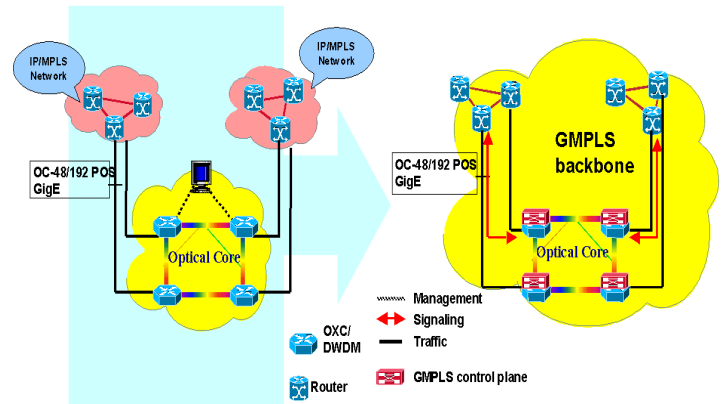 IP/MPLS
Network
IP/MPLS
Network
OC-48/192 POS
GigE
Optical Core
GMPLS
backbone
OC-48/192 POS
GigE
Optical Core
OXC/
DWDM
Router
Management
Signaling
Traffic
GMPLS control plane